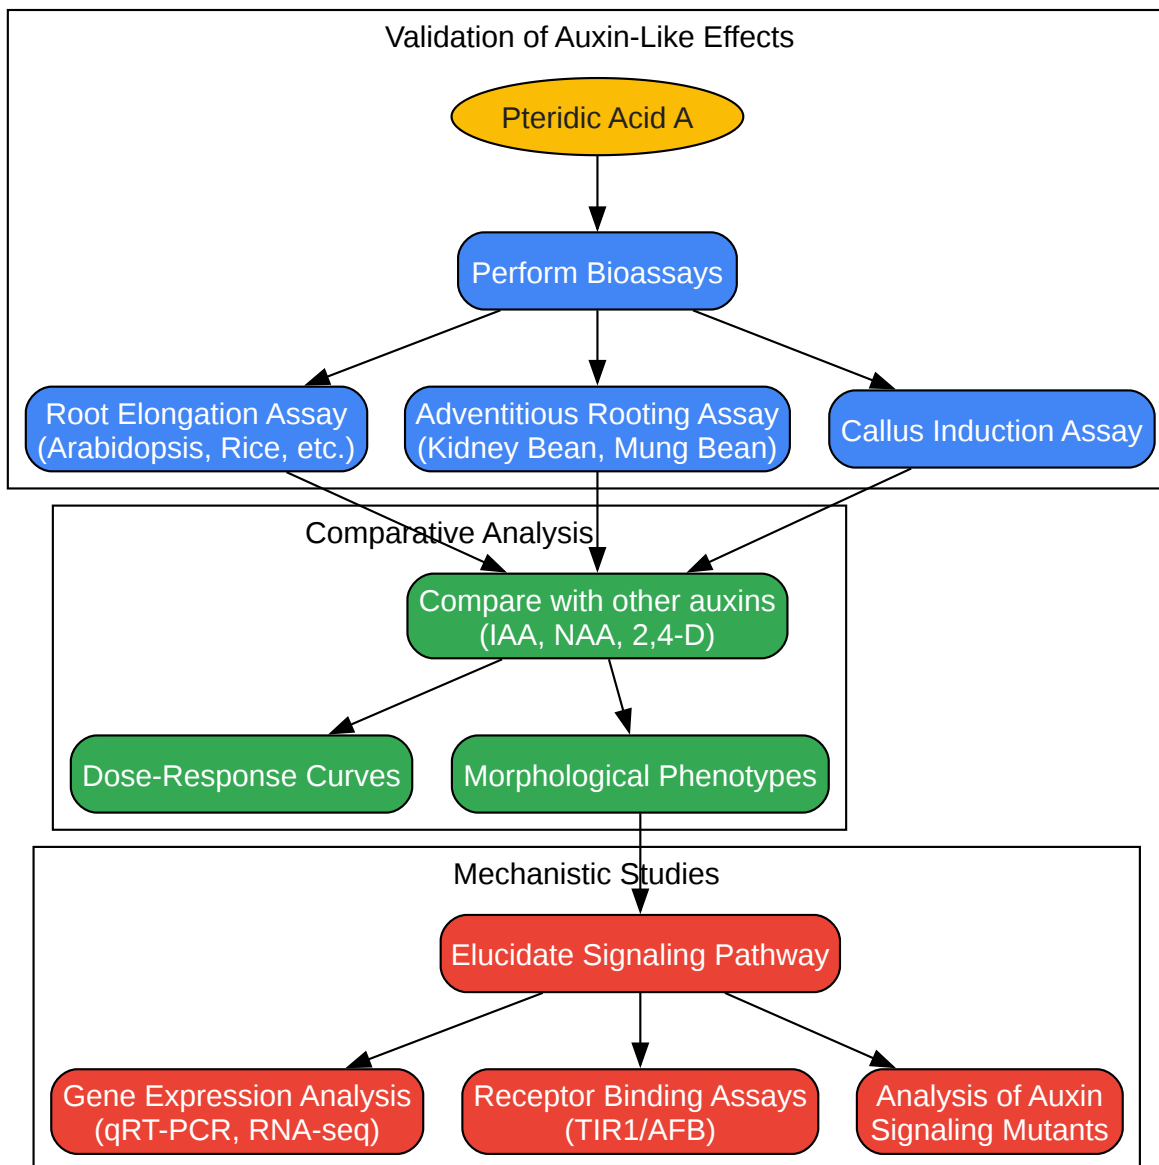 Validation of Auxin-Like Effects
Pteridic Acid A
Perform Bioassays
Root Elongation Assay
(Arabidopsis, Rice, etc.)
Adventitious Rooting Assay
(Kidney Bean, Mung Bean)
Callus Induction Assay
Comparative Analysis
Compare with other auxins
(IAA, NAA, 2,4-D)
Dose-Response Curves
Morphological Phenotypes
Mechanistic Studies
Elucidate Signaling Pathway
Gene Expression Analysis
(qRT-PCR, RNA-seq)
Receptor Binding Assays
(TIR1/AFB)
Analysis of Auxin
Signaling Mutants